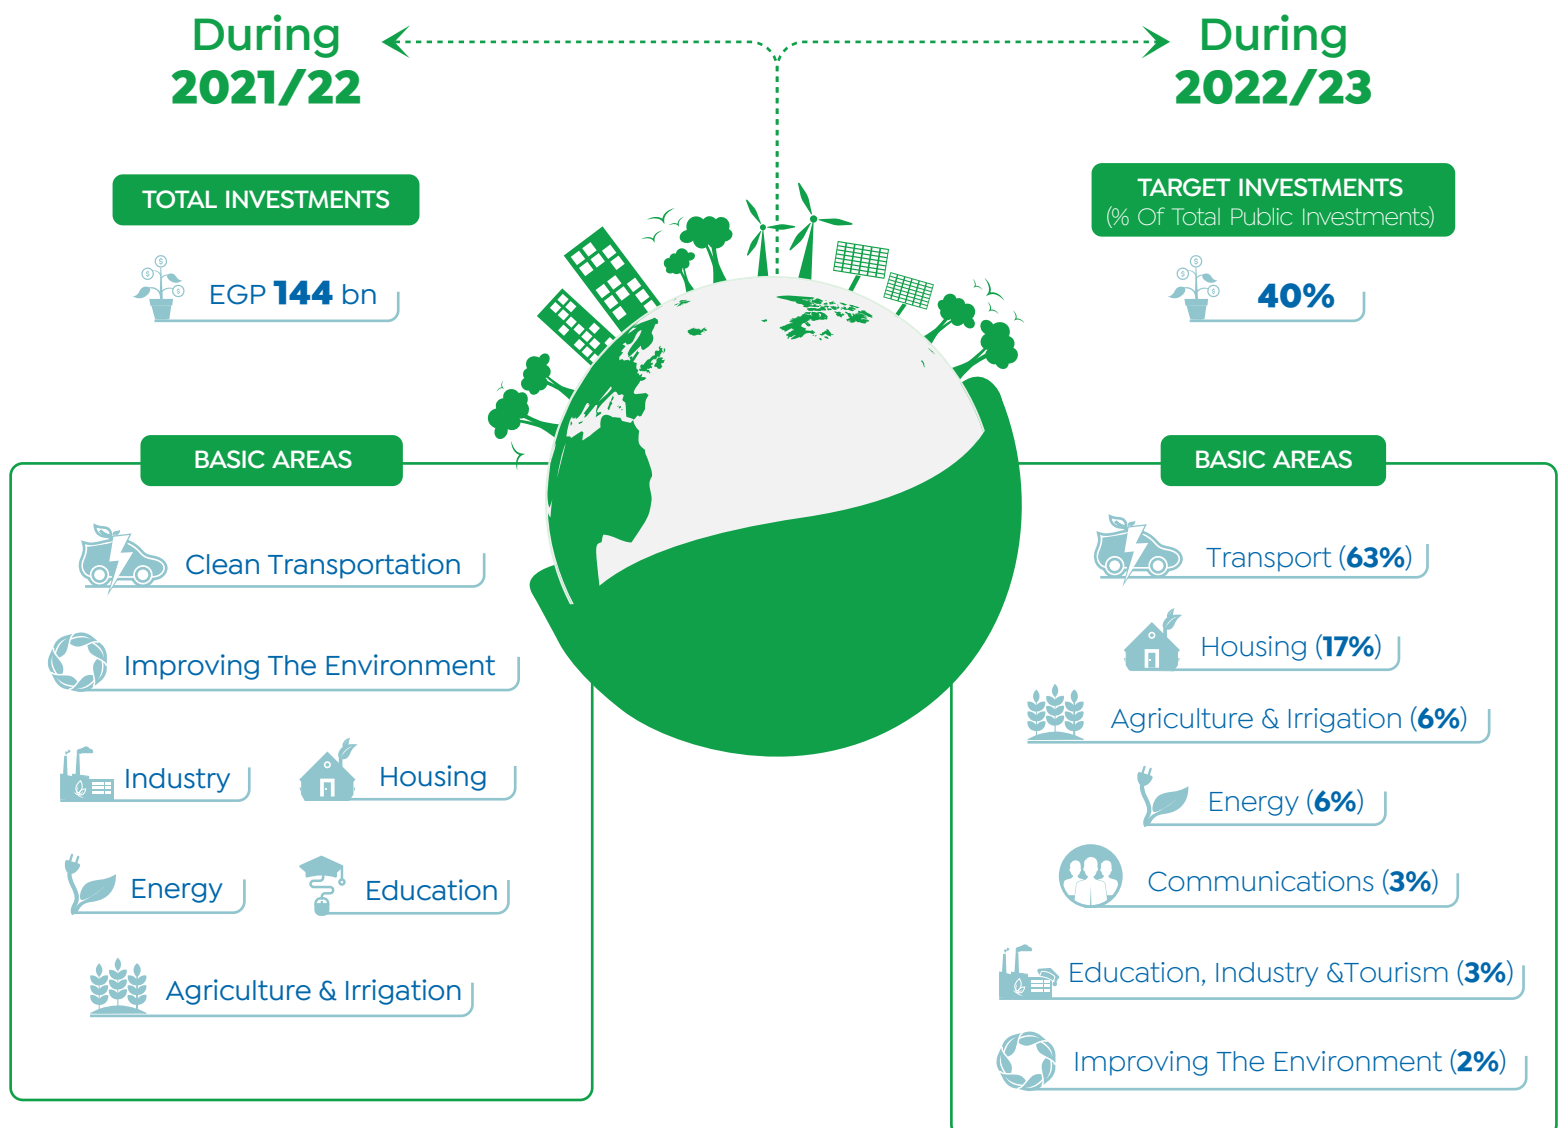 During
2021/22
TOTAL INVESTMENTS
EGP 144 bn
BASIC AREAS
Clean Transportation
Improving The Environment
Industry
Housing
Energy
Education
Agriculture & Irrigation
During
2022/23
TARGET INVESTMENTS
(% Of Total Public Investments)
40%
BASIC AREAS
Transport (63%)
Housing (17%)
Agriculture & Irrigation (6%)
Energy (6%)
Communications (3%)
Education, Industry &Tourism (3%)
Improving The Environment (2%)